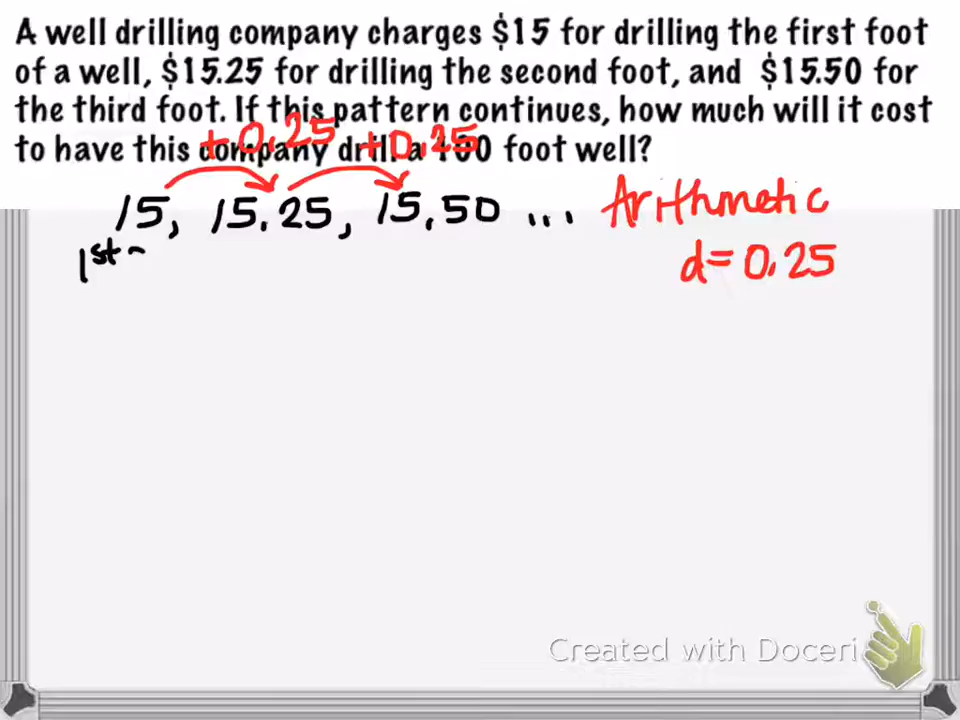 A well drilling company charges $15 for drilling the first foot
of a well, $15.25 for drilling the second foot, and $15.50 for
the third foot. If this pattern continues, how much will it cost
to have this company drill a 100 foot well?
+0.25 +0.25
15, 15.25, 15.50 ... Arithmetic
1st
d=0.25
Created with Doceri